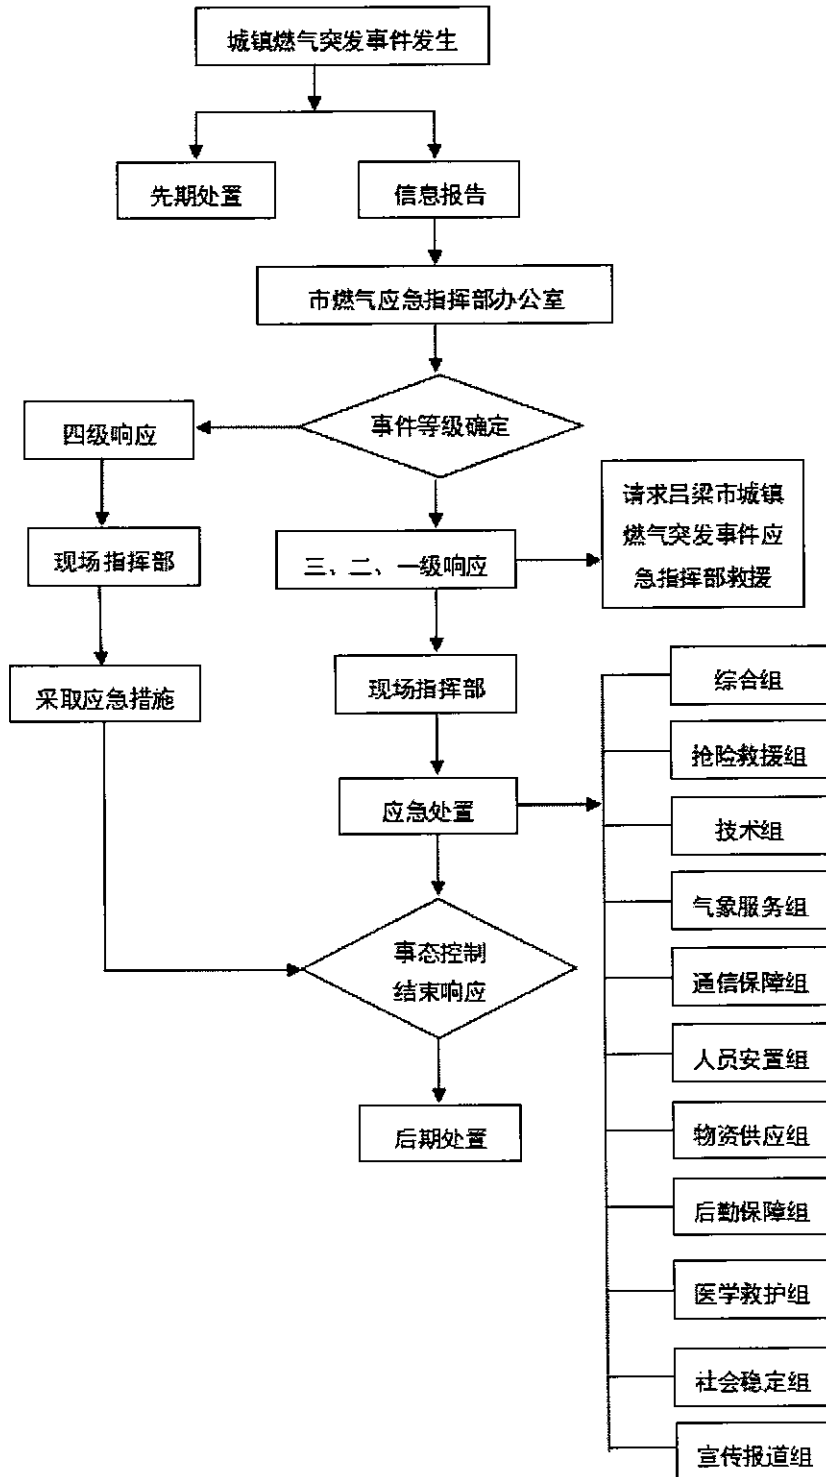 城镇燃气突发事件发生
先期处置
信息报告
市燃气应急指挥部办公室
事件等级确定
四级响应
请求吕梁市城镇
燃气突发事件应
急指挥部救援
现场指挥部
三、二、一级响应
采取应急措施
现场指挥部
应急处置
综合组
抢险救援组
技术组
气象服务组
通信保障组
人员安置组
物资供应组
后勤保障组
医学救护组
社会稳定组
宣传报道组
事态控制
结束响应
后期处置